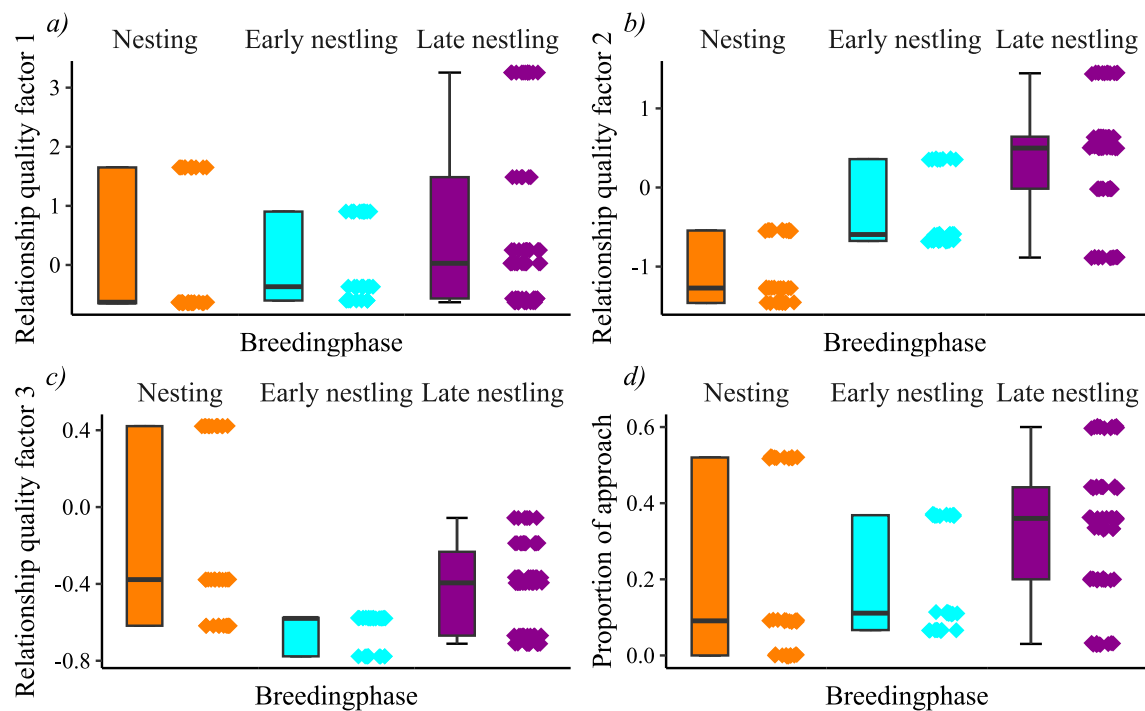 a)
Nesting Early nestling Late nestling
Relationship quality factor 1
3
2
1
0
Breedingphase
b)
Nesting Early nestling Late nestling
Relationship quality factor 2
1
0
-1
Breedingphase
c)
Nesting Early nestling Late nestling
Relationship quality factor 3
0.4
0.0
-0.4
-0.8
Breedingphase
d)
Nesting Early nestling Late nestling
Proportion of approach
0.6
0.4
0.2
0.0
Breedingphase